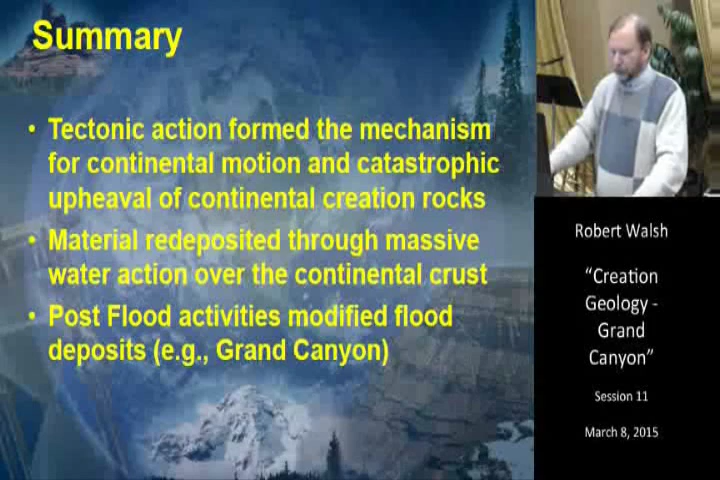 Summary
• Tectonic action formed the mechanism
for continental motion and catastrophic
upheaval of continental creation rocks
• Material redeposited through massive
water action over the continental crust
• Post Flood activities modified flood
deposits (e.g., Grand Canyon)
Robert Walsh
“Creation
Geology -
Grand
Canyon”
Session 11
March 8, 2015